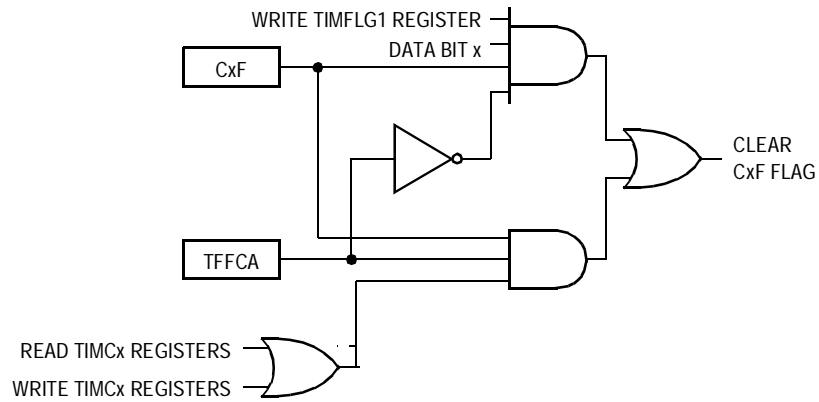 WRITE TIMFLG1 REGISTER
DATA BIT x
CxF
CLEAR
CxF FLAG
TFFCA
READ TIMCx REGISTERS
WRITE TIMCx REGISTERS